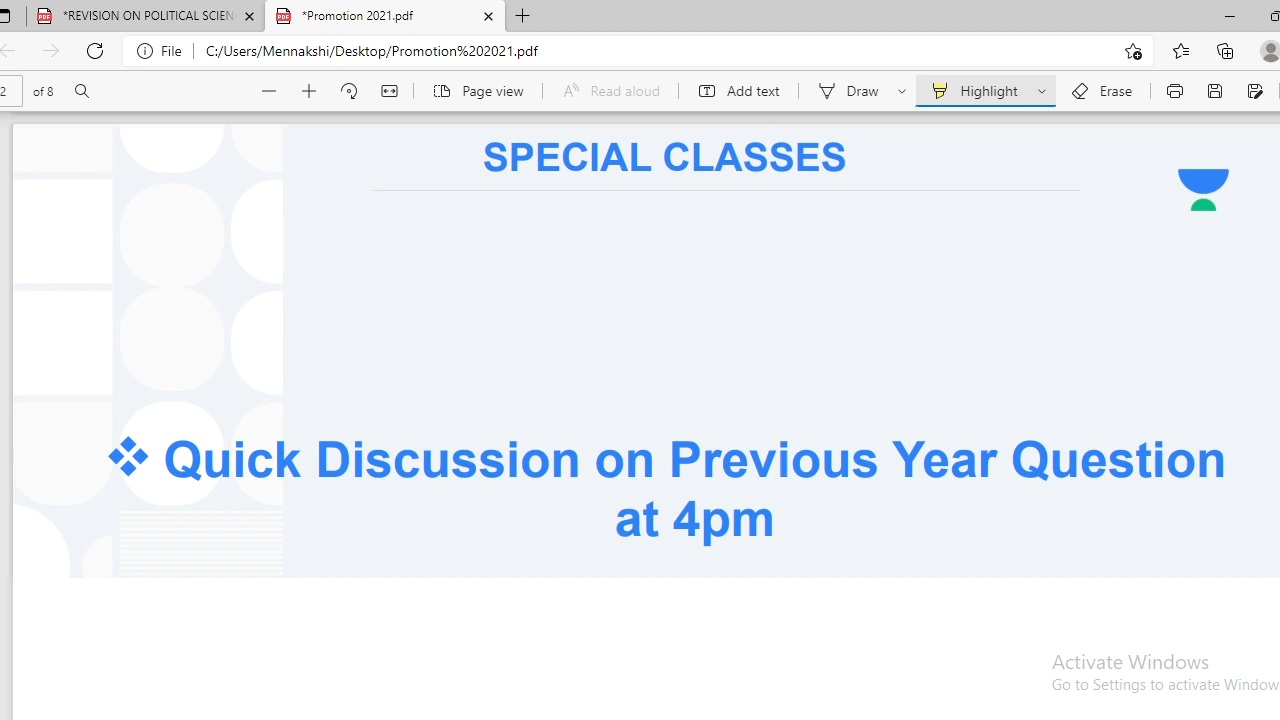 *REVISION ON POLITICAL SCIEN
*Promotion 2021.pdf
File
C:/Users/Mennakshi/Desktop/Promotion%202021.pdf
2 of 8
Page view
Read aloud
Add text
Draw
Highlight
Erase
SPECIAL CLASSES
❖ Quick Discussion on Previous Year Question
at 4pm
Activate Windows
Go to Settings to activate Window